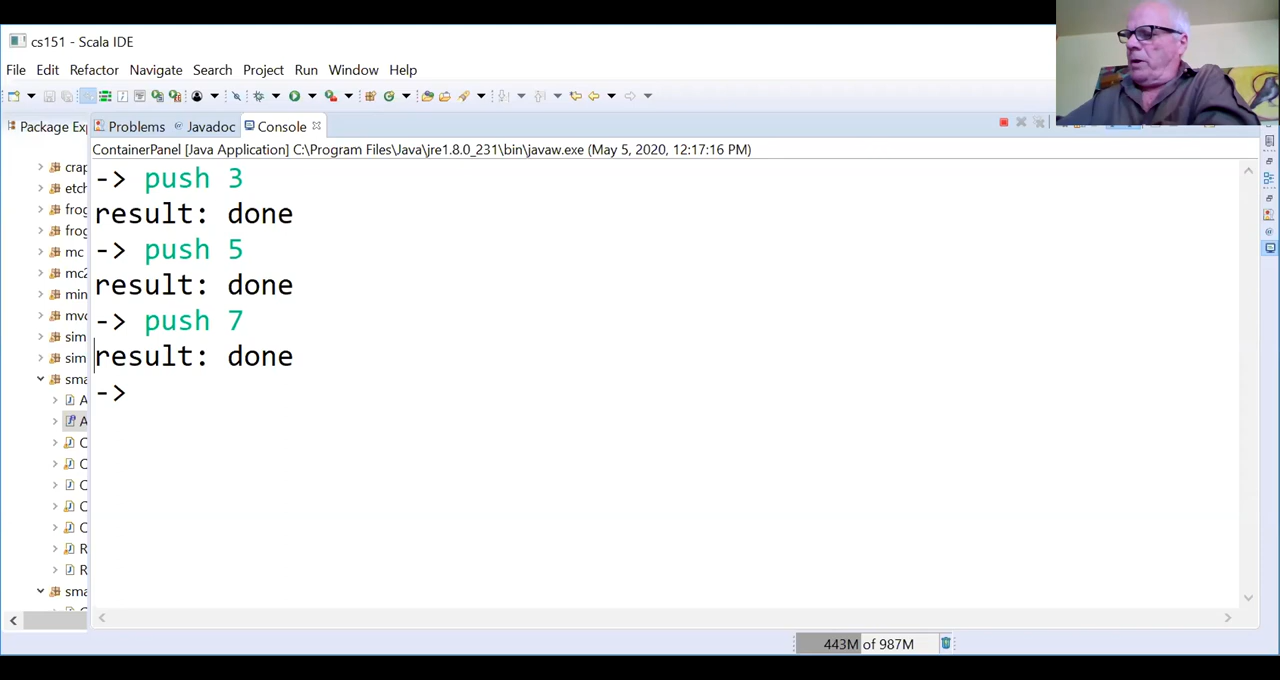 cs151 - Scala IDE
File Edit Refactor Navigate Search Project Run Window Help
Package Exp Problems @ Javadoc Console
ContainerPanel [Java Application] C:\Program Files\Java\jre1.8.0_231\bin\javaw.exe (May 5, 2020, 12:17:16 PM)
-> push 3
result: done
-> push 5
result: done
-> push 7
result: done
->
crap
etch
frog
frog
mc
mc2
min
mvc
sim
sim
sma
A
A
C
C
C
C
C
R
R
sma
443M of 987M